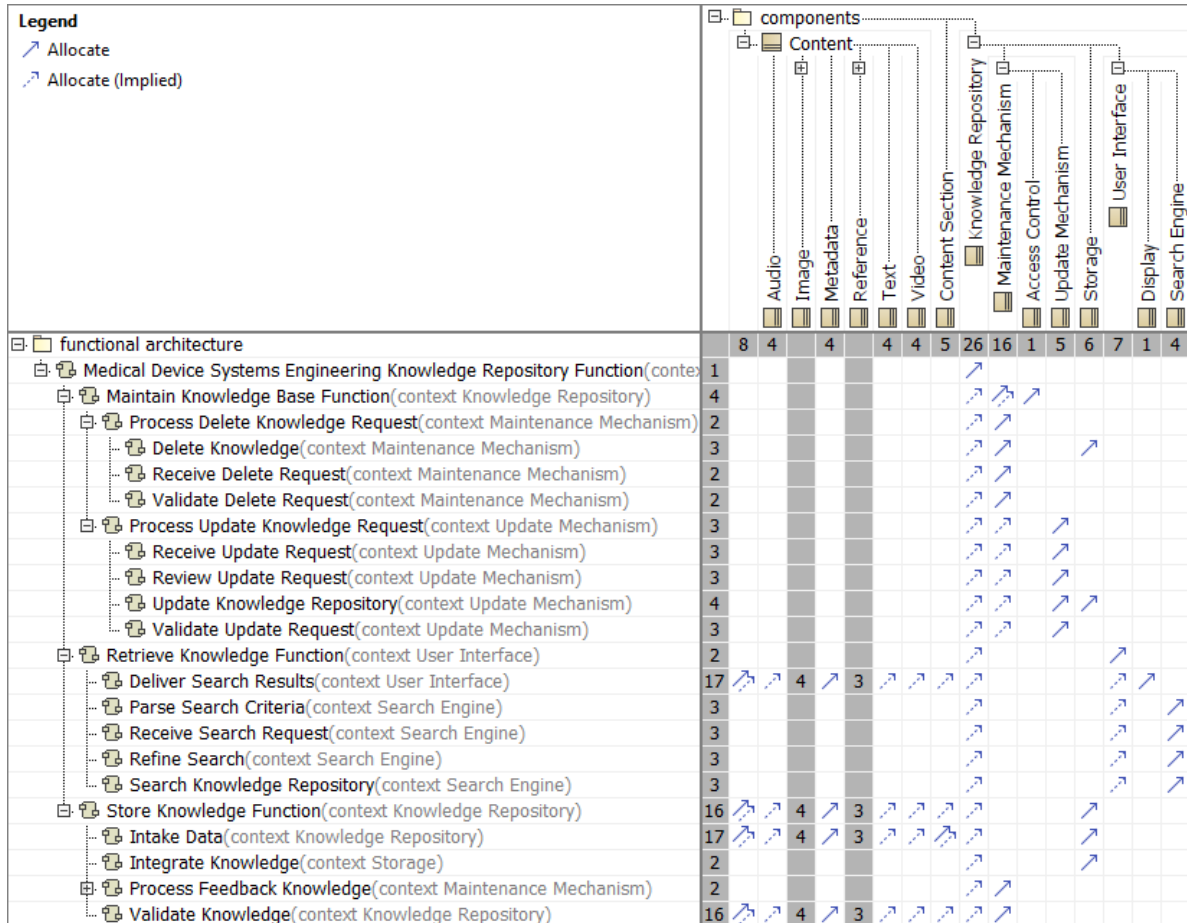 Legend
Allocate
Allocate (Implied)
components
Content
Audio
Image
Metadata
Reference
Text
Video
Content Section
Knowledge Repository
Maintenance Mechanism
Access Control
Update Mechanism
Storage
User Interface
Display
Search Engine
functional architecture 8 4 4 4 4 5 26 16 1 5 6 7 1 4
Medical Device Systems Engineering Knowledge Repository Function(contex 1
Maintain Knowledge Base Function(context Knowledge Repository) 4
Process Delete Knowledge Request(context Maintenance Mechanism) 2
Delete Knowledge(context Maintenance Mechanism) 3
Receive Delete Request(context Maintenance Mechanism) 2
Validate Delete Request(context Maintenance Mechanism) 2
Process Update Knowledge Request(context Update Mechanism) 3
Receive Update Request(context Update Mechanism) 3
Review Update Request(context Update Mechanism) 3
Update Knowledge Repository(context Update Mechanism) 4
Validate Update Request(context Update Mechanism) 3
Retrieve Knowledge Function(context User Interface) 2
Deliver Search Results(context User Interface) 17 4 3
Parse Search Criteria(context Search Engine) 3
Receive Search Request(context Search Engine) 3
Refine Search(context Search Engine) 3
Search Knowledge Repository(context Search Engine) 3
Store Knowledge Function(context Knowledge Repository) 16 4 3
Intake Data(context Knowledge Repository) 17 4 3
Integrate Knowledge(context Storage) 2
Process Feedback Knowledge(context Maintenance Mechanism) 2
Validate Knowledge(context Knowledge Repository) 16 4 3